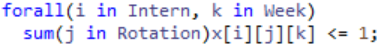 forall(i in Intern, k in Week)
sum(j in Rotation)x[i][j][k] <= 1;